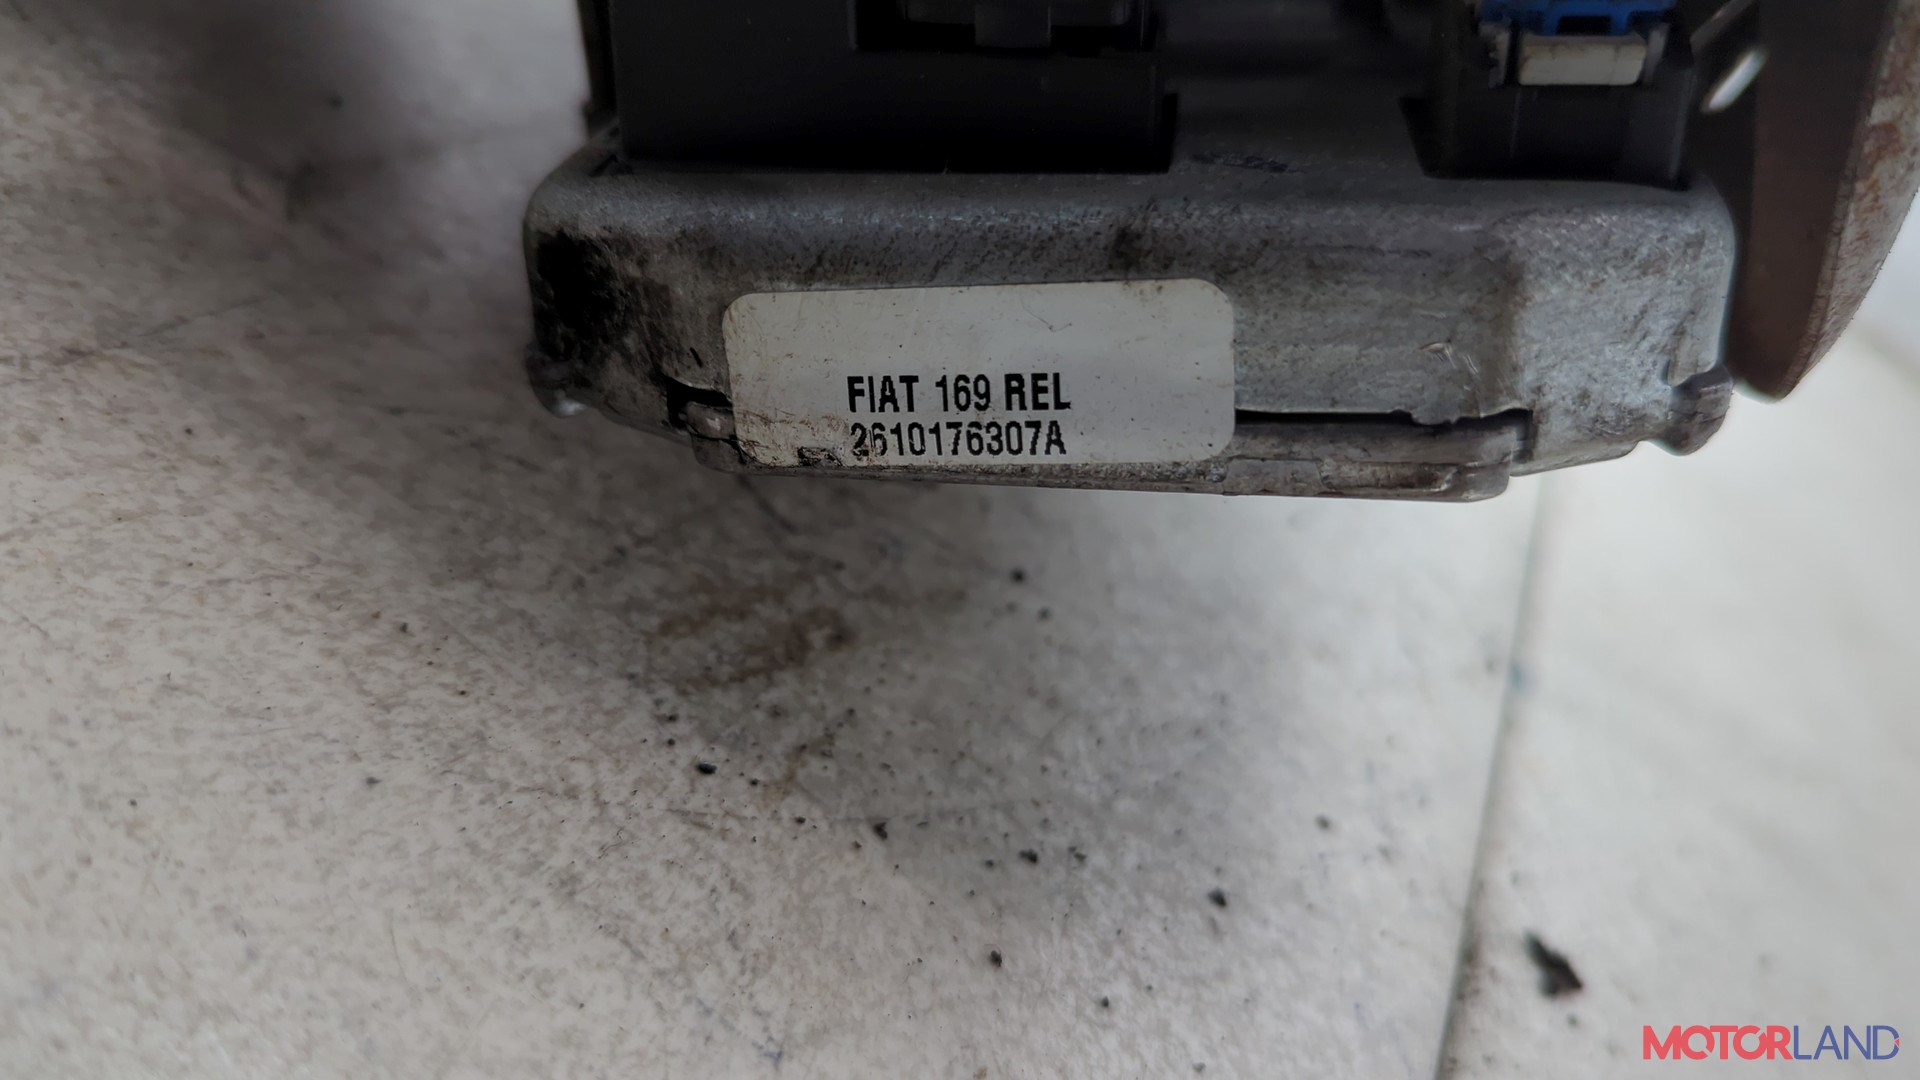 FIAT 169 REL
2610176307A
MOTORLAND